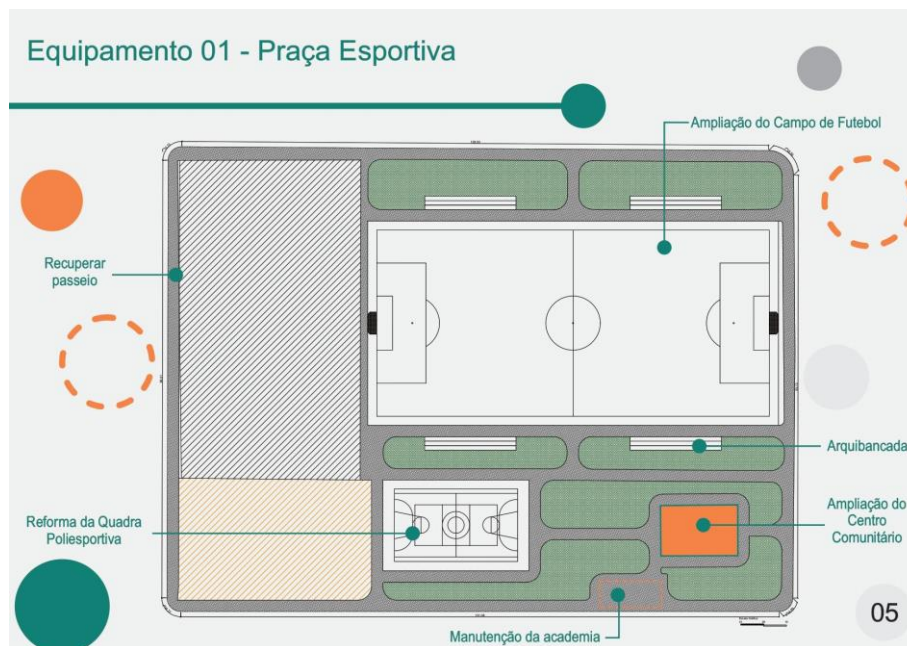 Equipamento 01 - Praça Esportiva
Ampliação do Campo de Futebol
Recuperar
passeio
Arquibancada
Reforma da Quadra
Poliesportiva
Ampliação do
Centro
Comunitário
Manutenção da academia
05